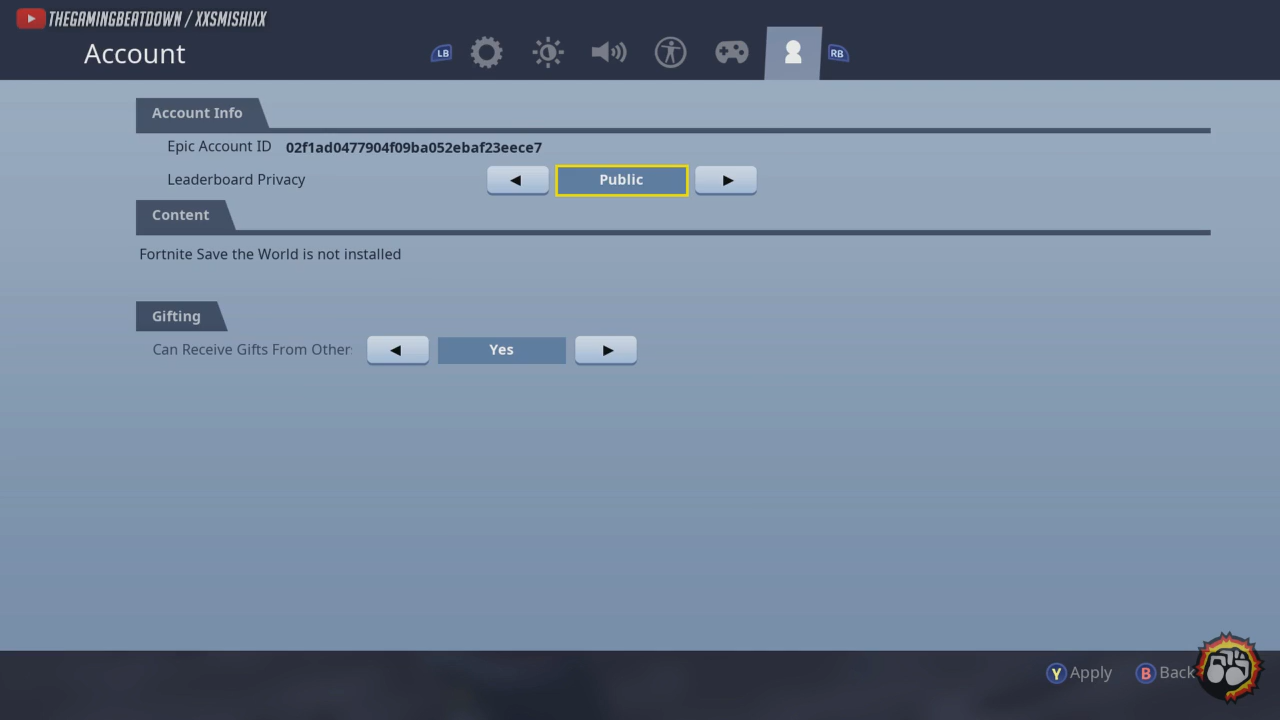 THEGAMINGBEATDOWN / XXSMISHIXX
Account
LB
RB
Account Info
Epic Account ID 02f1ad0477904f09ba052ebaf23eece7
Leaderboard Privacy Public
Content
Fortnite Save the World is not installed
Gifting
Can Receive Gifts From Other Yes
Y Apply B Back